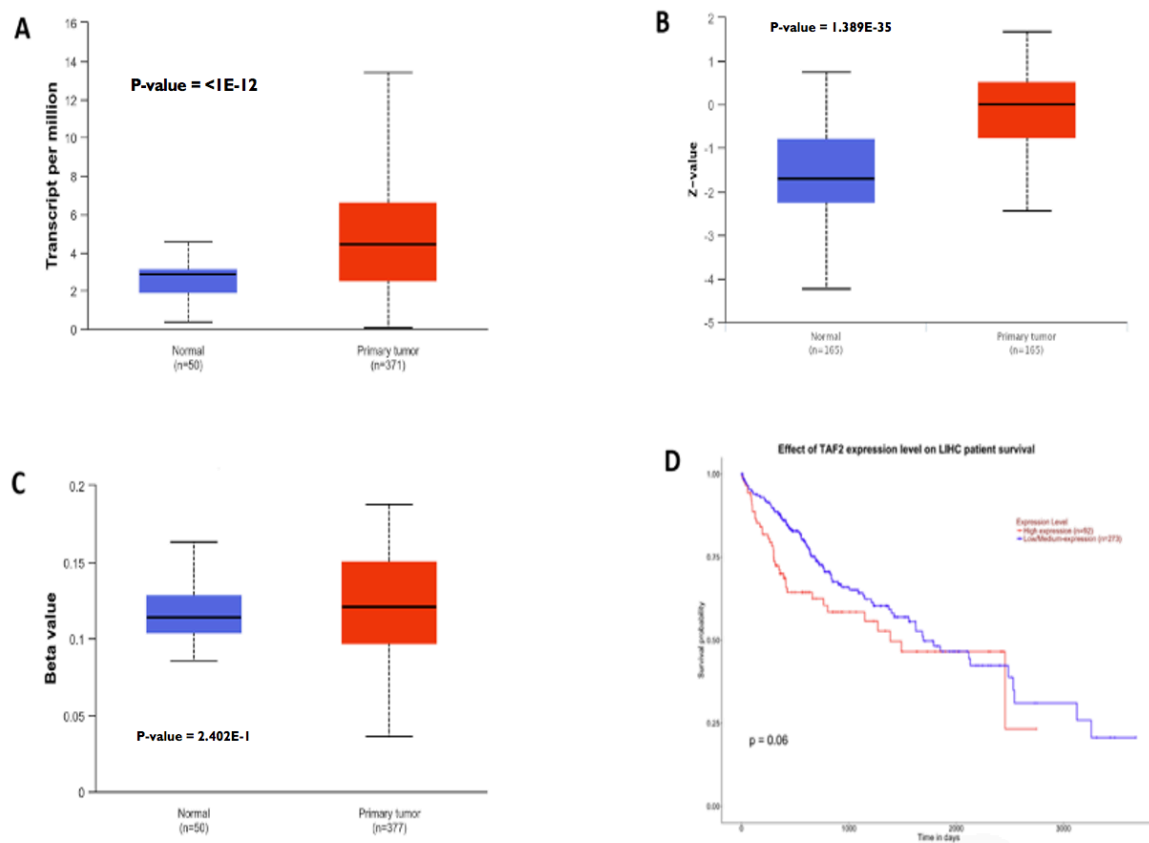 A
Transcript per million
16
14
12
10
8
6
4
2
0
P-value = <1E-12
Normal
(n=50)
Primary tumor
(n=371)
B
Z-value
2
1
0
-1
-2
-3
-4
-5
P-value = 1.389E-35
Normal
(n=165)
Primary tumor
(n=165)
C
Beta value
0.2
0.15
0.1
0.05
0
P-value = 2.402E-1
Normal
(n=50)
Primary tumor
(n=377)
D
Effect of TAF2 expression level on LIHC patient survival
Survival probability
1.00
0.75
0.50
0.25
0.00
Expression Level
High expression (n=92)
Low/Medium-expression (n=273)
p = 0.06
0
1000
2000
3000
Time in days